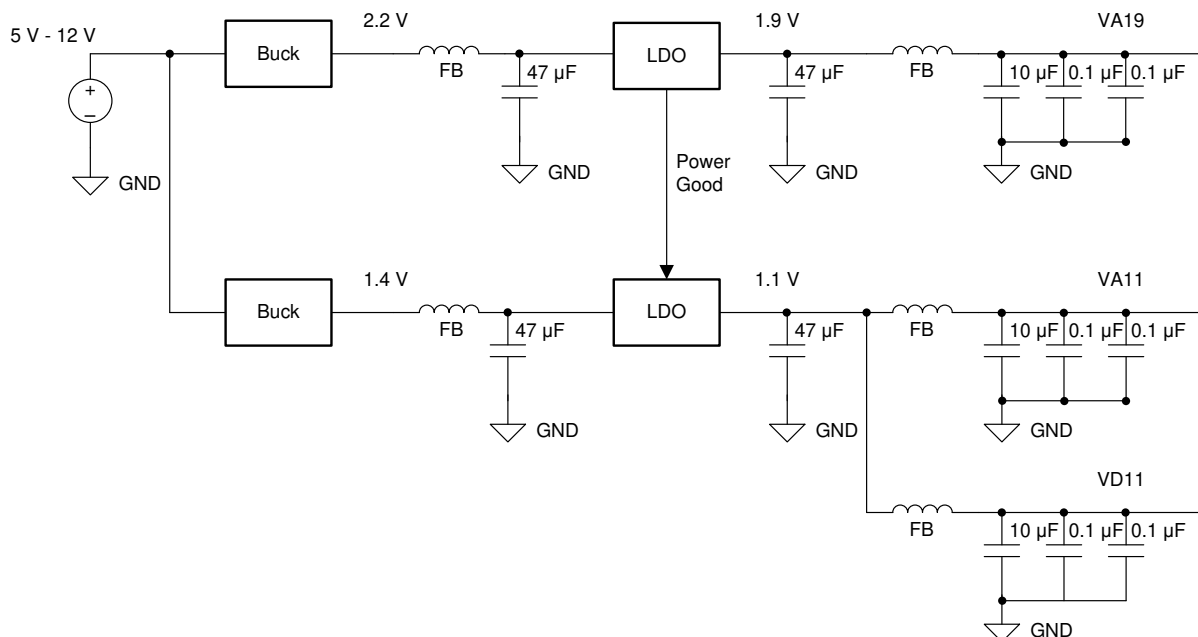 5 V - 12 V
Buck
2.2 V
FB
47 µF
GND
LDO
1.9 V
47 µF
GND
FB
VA19
10 µF
0.1 µF
0.1 µF
GND
+
−
GND
Power
Good
Buck
1.4 V
FB
47 µF
GND
LDO
1.1 V
47 µF
GND
FB
VA11
10 µF
0.1 µF
0.1 µF
GND
FB
VD11
10 µF
0.1 µF
0.1 µF
GND